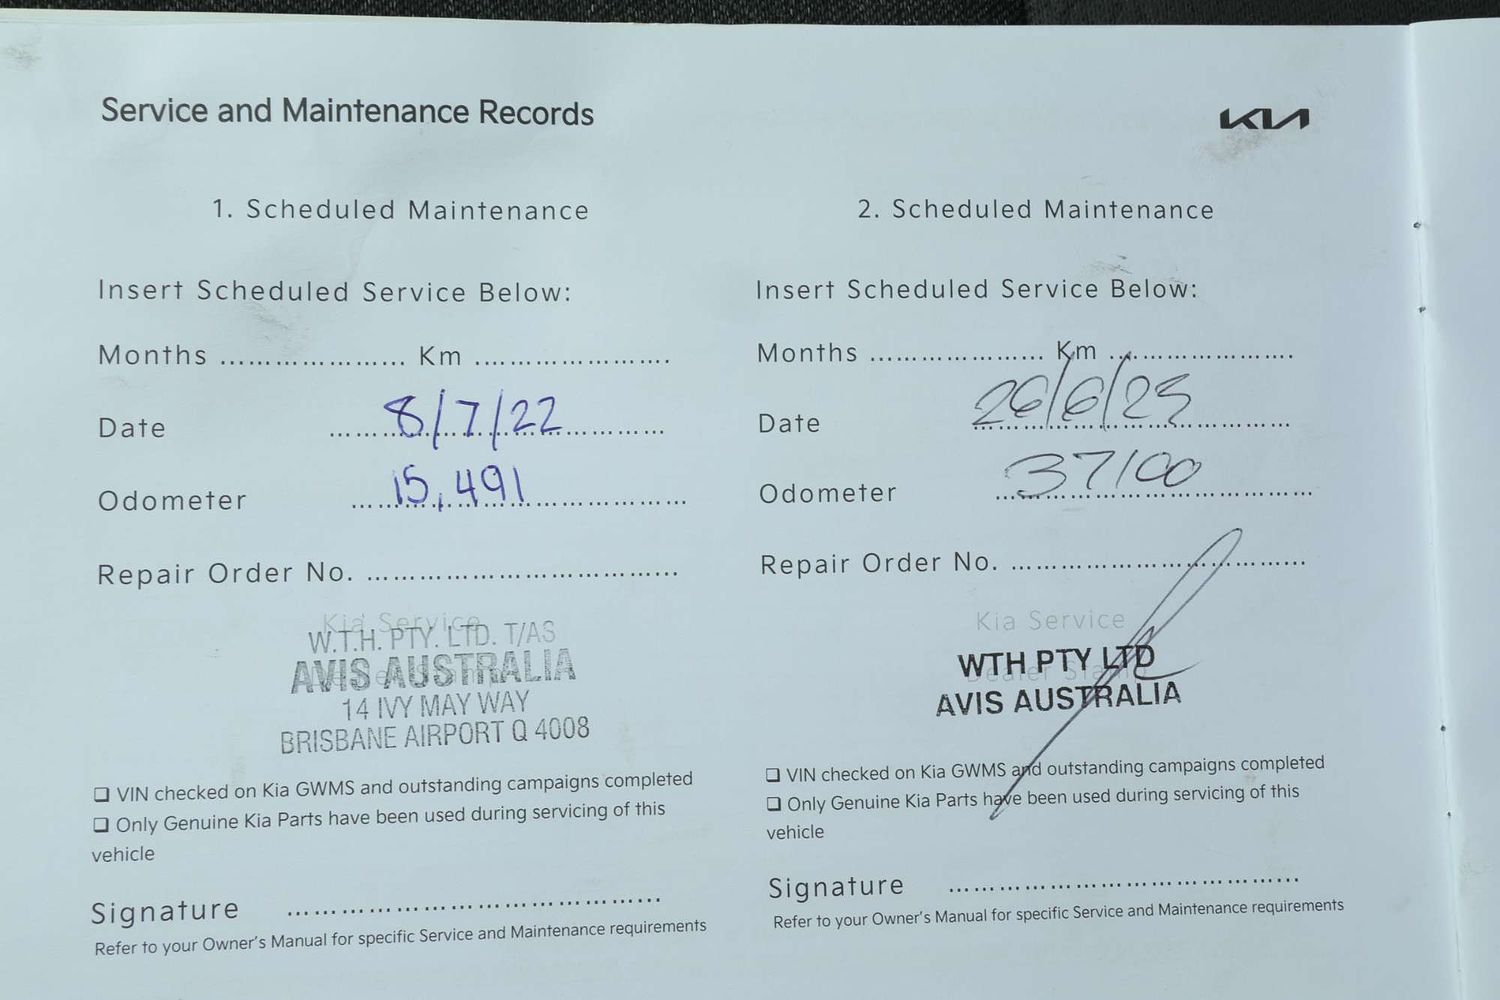 Service and Maintenance Records
KIA
1. Scheduled Maintenance
Insert Scheduled Service Below:
Months ..................... Km ......................
Date 8/7/22
Odometer 15,491
Repair Order No. ....................................
Kia Service
W.T.H. PTY. LTD. T/AS
AVIS AUSTRALIA
14 IVY MAY WAY
BRISBANE AIRPORT Q 4008
❑ VIN checked on Kia GWMS and outstanding campaigns completed
❑ Only Genuine Kia Parts have been used during servicing of this
vehicle
Signature ...........................................
Refer to your Owner's Manual for specific Service and Maintenance requirements
2. Scheduled Maintenance
Insert Scheduled Service Below:
Months .................... Km .....................
Date 26/6/23
Odometer 37100
Repair Order No. ..................................
Kia Service
WTH PTY LTD
Dealer Stamp
AVIS AUSTRALIA
❑ VIN checked on Kia GWMS and outstanding campaigns completed
❑ Only Genuine Kia Parts have been used during servicing of this
vehicle
Signature ........................................
Refer to your Owner's Manual for specific Service and Maintenance requirements